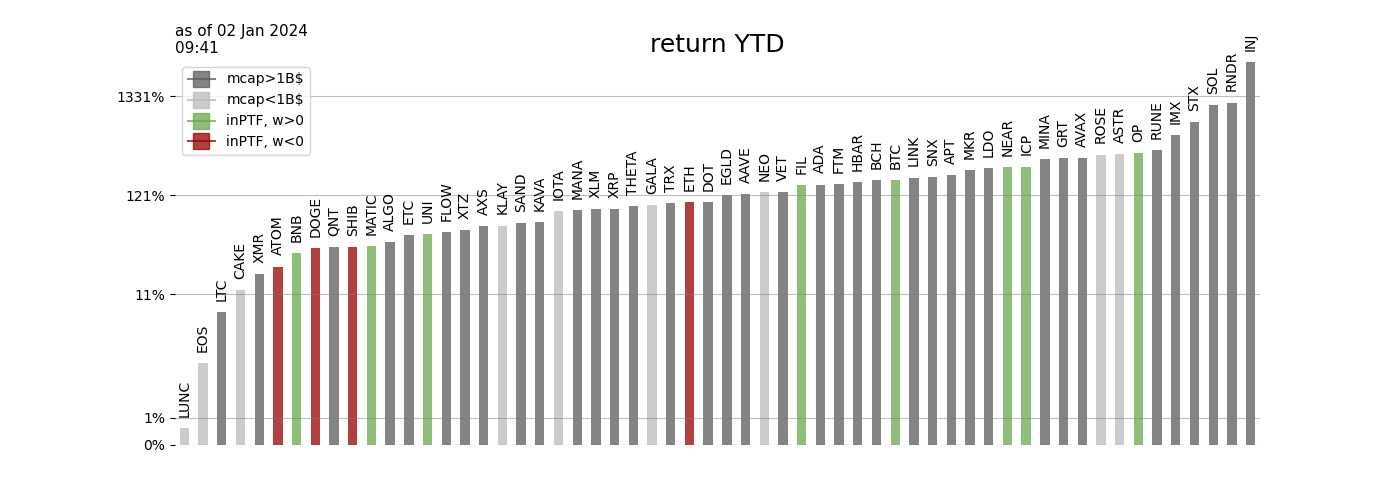 as of 02 Jan 2024
09:41
return YTD
mcap>1B$
mcap<1B$
inPTF, w>0
inPTF, w<0
1331%
121%
11%
1%
0%
LUNC
EOS
LTC
CAKE
XMR
ATOM
BNB
DOGE
QNT
SHIB
MATIC
ALGO
ETC
UNI
FLOW
XTZ
AXS
KLAY
SAND
KAVA
IOTA
MANA
XLM
XRP
THETA
GALA
TRX
ETH
DOT
EGLD
AAVE
NEO
VET
FIL
ADA
FTM
HBAR
BCH
BTC
LINK
SNX
APT
MKR
LDO
NEAR
ICP
MINA
GRT
AVAX
ROSE
ASTR
OP
RUNE
IMX
STX
SOL
RNDR
INJ